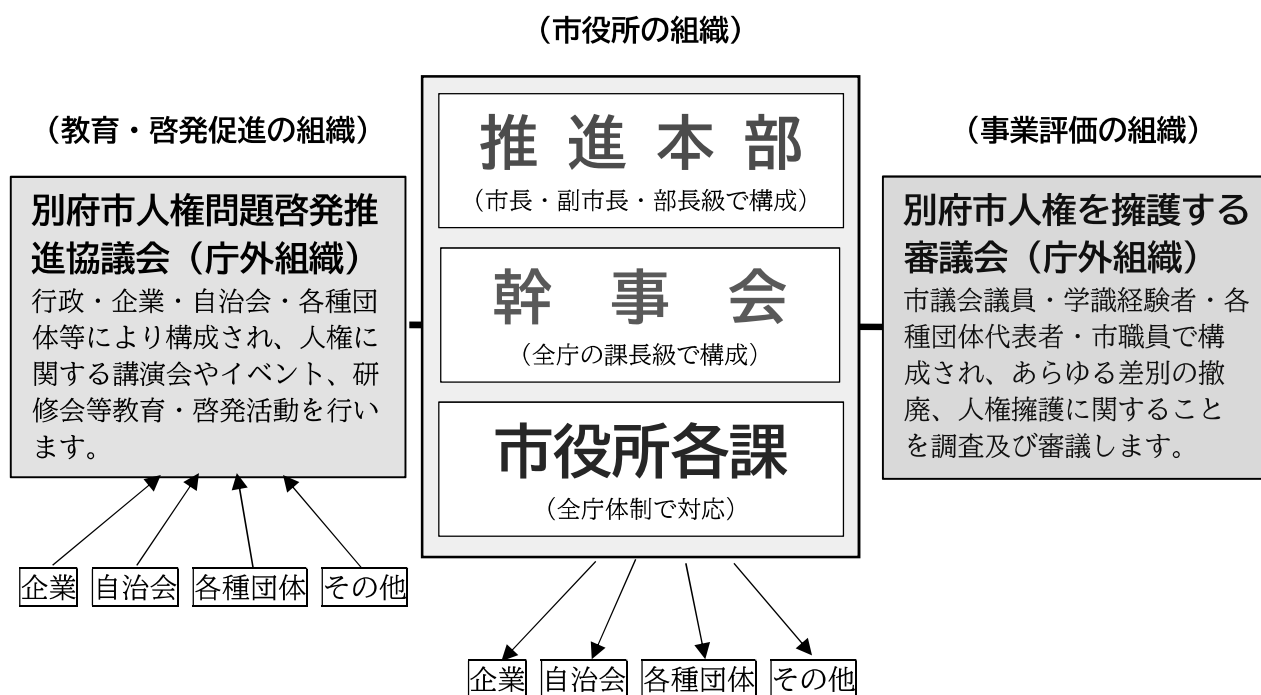 （市役所の組織）
（教育・啓発促進の組織）
別府市人権問題啓発推
進協議会（庁外組織）
行政・企業・自治会・各種団
体等により構成され、人権に
関する講演会やイベント、研
修会等教育・啓発活動を行い
ます。
企業
自治会
各種団体
その他
推進本部
（市長・副市長・部長級で構成）
幹事会
（全庁の課長級で構成）
市役所各課
（全庁体制で対応）
企業
自治会
各種団体
その他
（事業評価の組織）
別府市人権を擁護する
審議会（庁外組織）
市議会議員・学識経験者・各
種団体代表者・市職員で構
成され、あらゆる差別の撤
廃、人権擁護に関すること
を調査及び審議します。